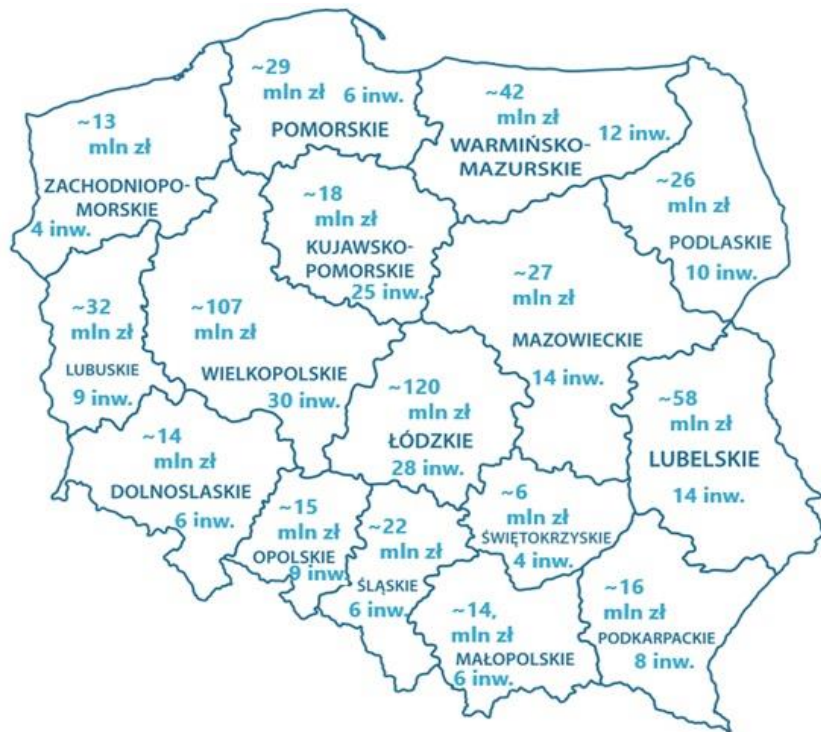 ~29
mln zł
6 inw.
POMORSKIE
~42
mln zł
12 inw.
WARMIŃSKO-
MAZURSKIE
~13
mln zł
ZACHODNIOPO-
MORSKIE
4 inw.
~18
mln zł
KUJAWSKO-
POMORSKIE
25 inw.
~26
mln zł
PODLASKIE
10 inw.
~32
mln zł
LUBUSKIE
9 inw.
~107
mln zł
WIELKOPOLSKIE
30 inw.
~27
mln zł
MAZOWIECKIE
14 inw.
~120
mln zł
ŁÓDZKIE
28 inw.
~58
mln zł
LUBELSKIE
14 inw.
~14
mln zł
DOLNOSLASKIE
6 inw.
~15
mln zł
OPOLSKIE
9 inw.
~22
mln zł
ŚLĄSKIE
6 inw.
~6
mln zł
ŚWIĘTOKRZYSKIE
4 inw.
~14,
mln zł
MAŁOPOLSKIE
6 inw.
~16
mln zł
PODKARPACKIE
8 inw.